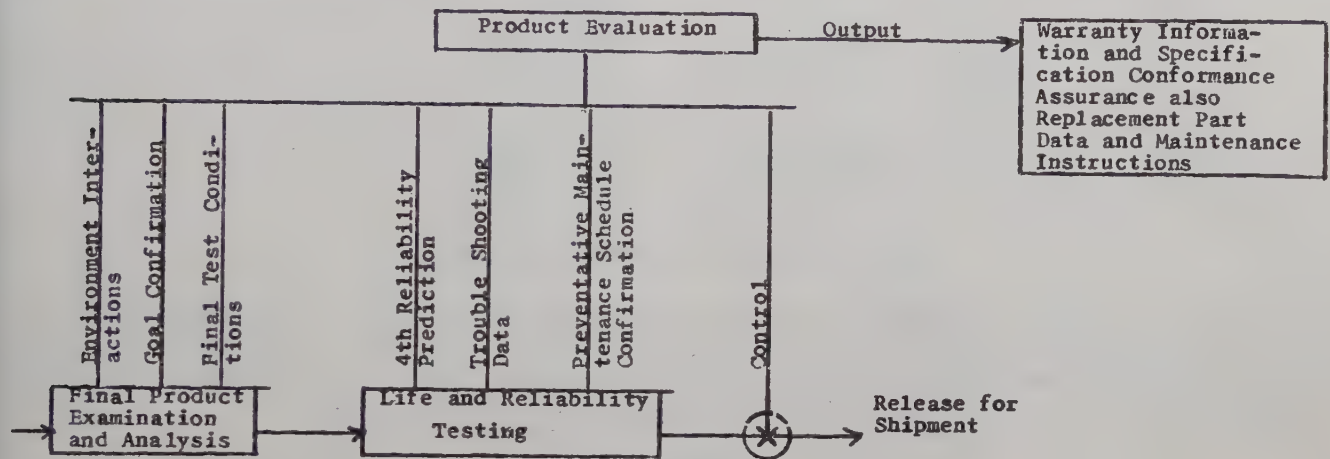 Product Evaluation
Output
Warranty Informa-
tion and Specifi-
cation Conformance
Assurance also
Replacement Part
Data and Maintenance
Instructions
Environment Inter-
actions
Goal Confirmation
Final Test Condi-
tions
4th Reliability
Prediction
Trouble Shooting
Data
Preventative Main-
tenance Schedule
Confirmation.
Control
Final Product
Examination
and Analysis
Life and Reliability
Testing
Release for
Shipment